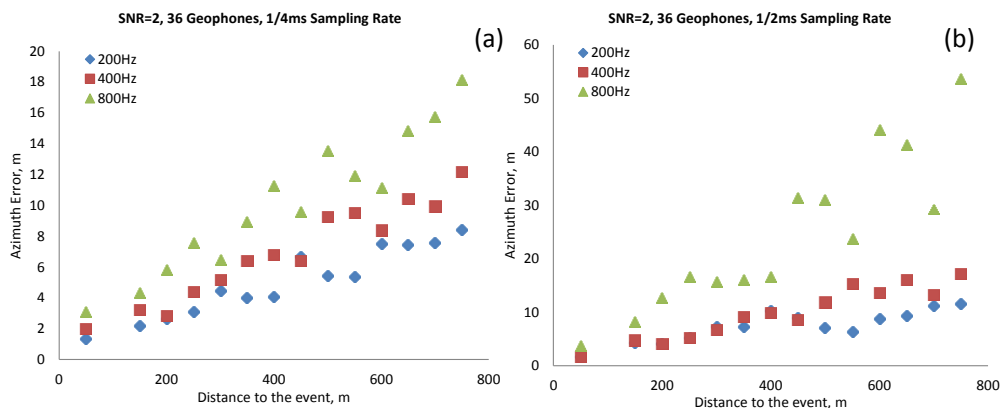 SNR=2, 36 Geophones, 1/4ms Sampling Rate
(a)
200Hz
400Hz
800Hz
Azimuth Error, m
20
18
16
14
12
10
8
6
4
2
0
0 200 400 600 800
Distance to the event, m
SNR=2, 36 Geophones, 1/2ms Sampling Rate
(b)
200Hz
400Hz
800Hz
Azimuth Error, m
60
50
40
30
20
10
0
0 200 400 600 800
Distance to the event, m